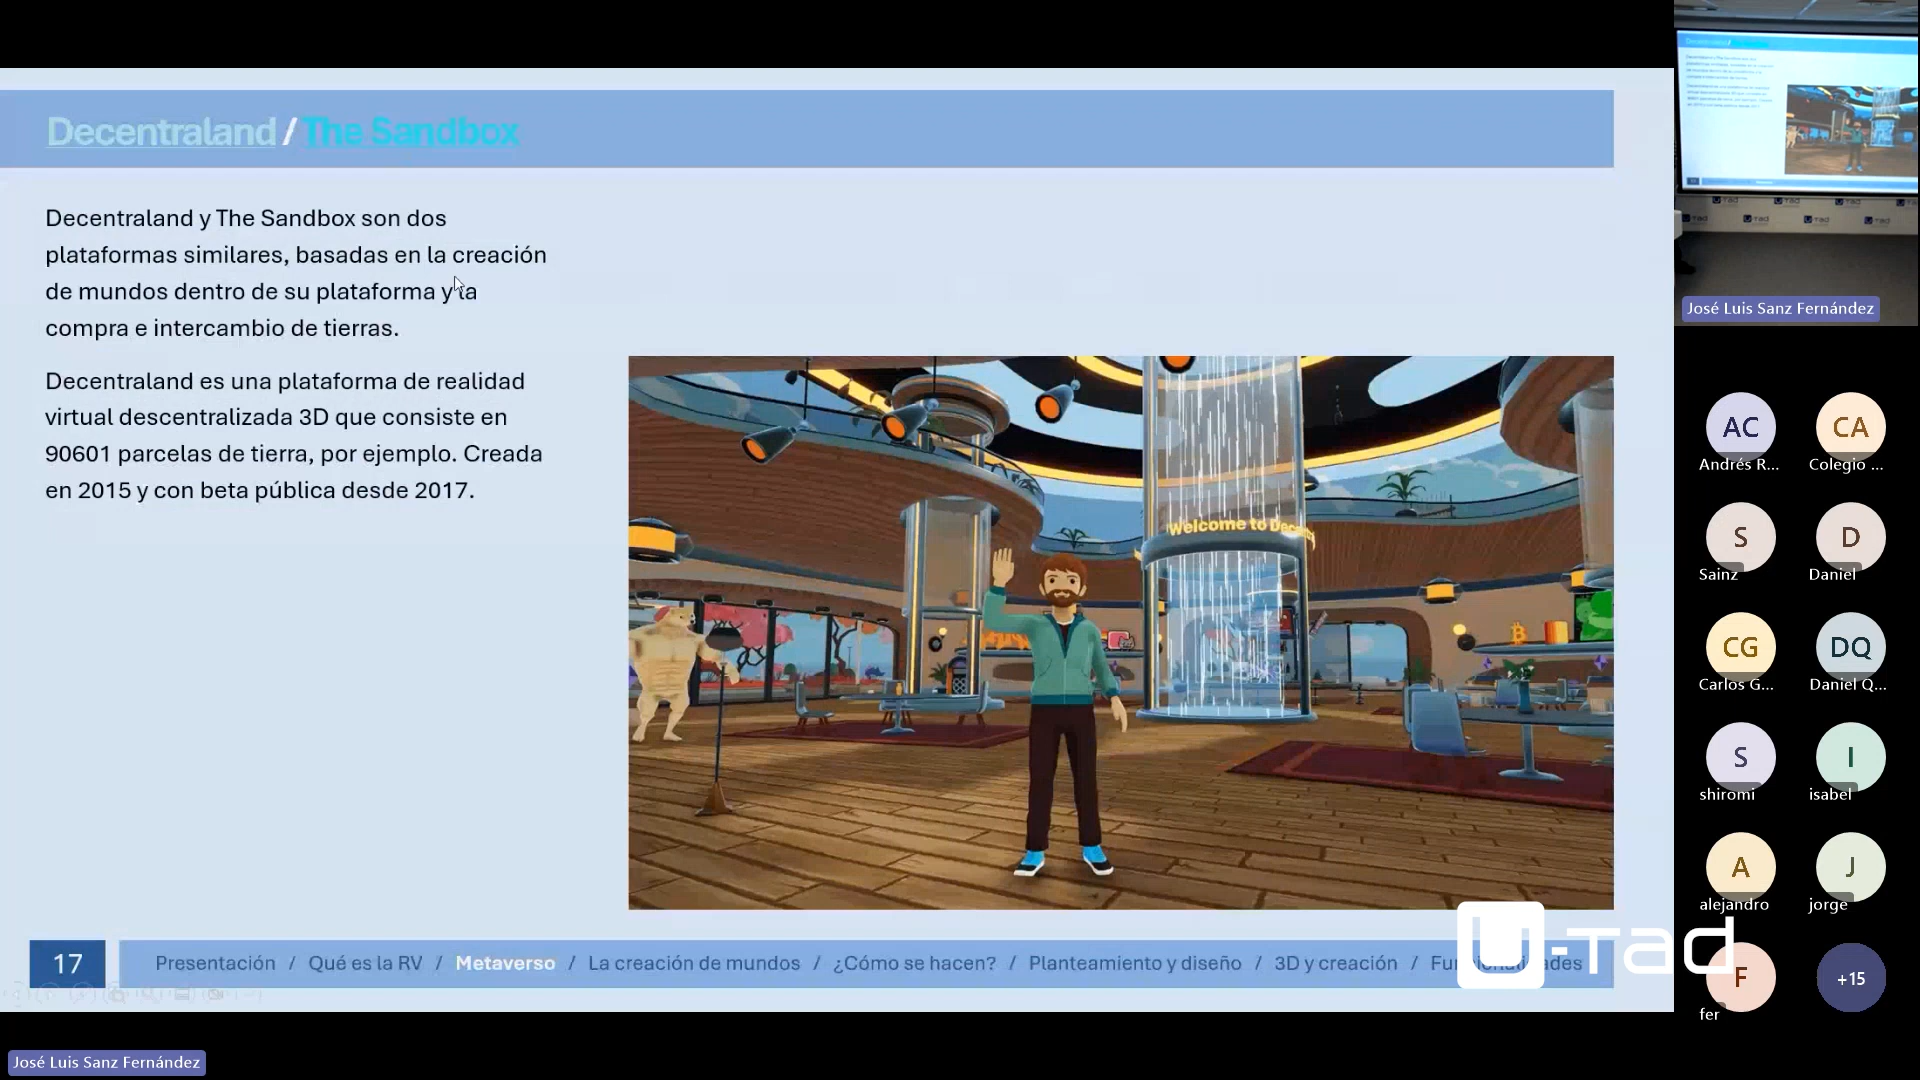 Decentraland / The Sandbox
Decentraland y The Sandbox son dos
plataformas similares, basadas en la creación
de mundos dentro de su plataforma y la
compra e intercambio de tierras.
Decentraland es una plataforma de realidad
virtual descentralizada 3D que consiste en
90601 parcelas de tierra, por ejemplo. Creada
en 2015 y con beta pública desde 2017.
Welcome to
17
Presentación / Qué es la RV / Metaverso / La creación de mundos / ¿Cómo se hacen? / Planteamiento y diseño / 3D y creación /
U-Tad
José Luis Sanz Fernández
José Luis Sanz Fernández
AC CA
Andrés R... Colegio ...
S D
Sainz Daniel
CG DQ
Carlos G... Daniel Q...
S I
shiromi isabel
A J
alejandro jorge
F +15
fer